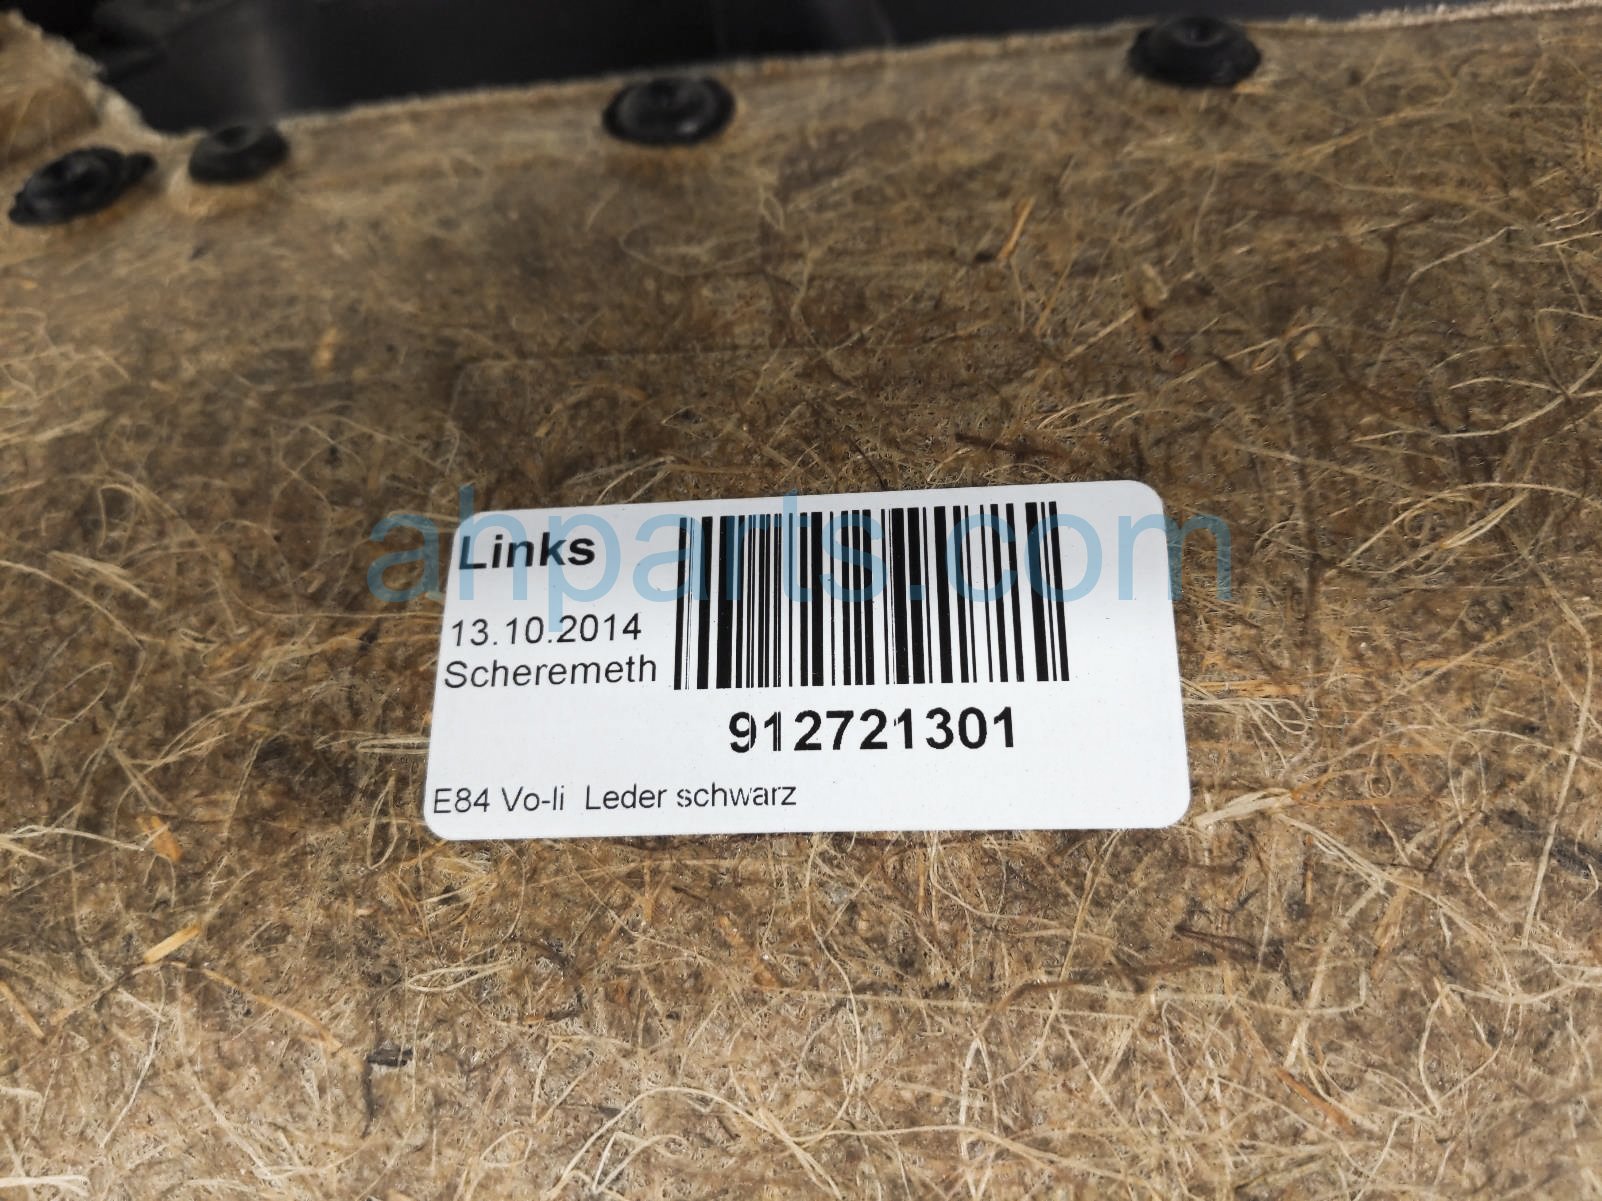 Links
13.10.2014
Scheremeth
912721301
E84 Vo-li Leder schwarz
ahparts.com